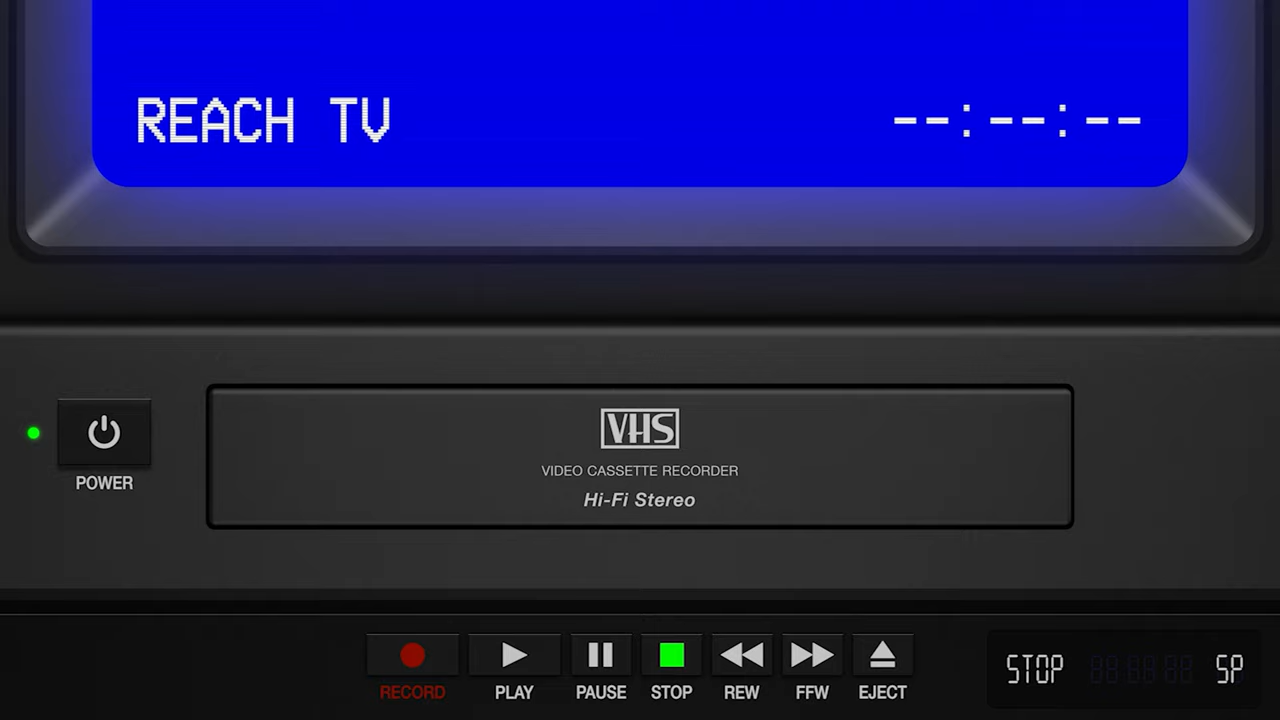 REACH TV --:--:--
VHS
VIDEO CASSETTE RECORDER
Hi-Fi Stereo
POWER
RECORD PLAY PAUSE STOP REW FFW EJECT
STOP SP